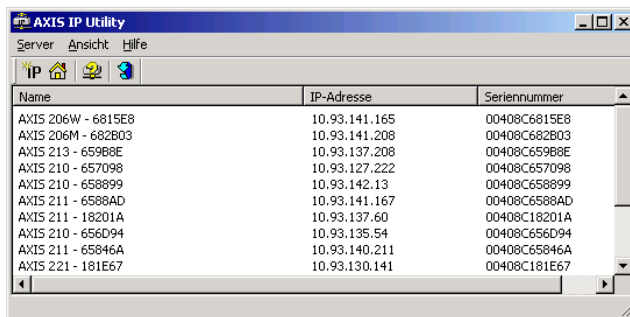 AXIS IP Utility
Server Ansicht Hilfe
IP
Name IP-Adresse Seriennummer
AXIS 206W - 6815E8 10.93.141.165 00408C6815E8
AXIS 206M - 682B03 10.93.141.208 00408C682B03
AXIS 213 - 659B8E 10.93.137.208 00408C659B8E
AXIS 210 - 657098 10.93.127.222 00408C657098
AXIS 210 - 658899 10.93.142.13 00408C658899
AXIS 211 - 6588AD 10.93.141.167 00408C6588AD
AXIS 211 - 18201A 10.93.137.60 00408C18201A
AXIS 210 - 656D94 10.93.135.54 00408C656D94
AXIS 211 - 65846A 10.93.140.211 00408C65846A
AXIS 221 - 181E67 10.93.130.141 00408C181E67